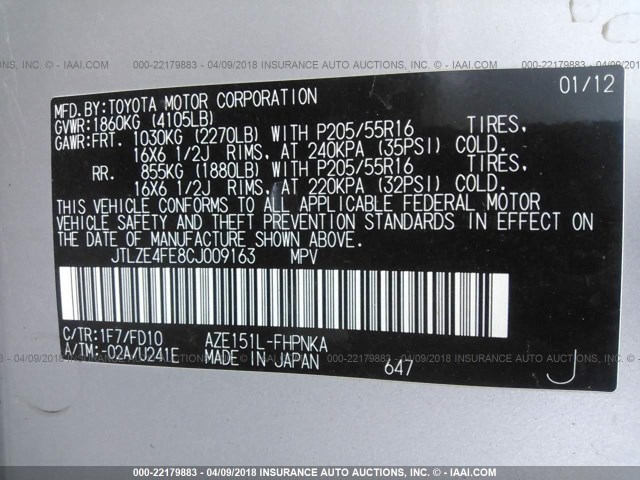 000-22179883 - 04/09/2018 INSURANCE AUTO AUCTIONS, INC. - © IAAI.COM
MFD.BY:TOYOTA MOTOR CORPORATION 01/12
GVWR:1860KG (4105LB)
GAWR:FRT. 1030KG (2270LB) WITH P205/55R16 TIRES,
16X6 1/2J RIMS, AT 240KPA (35PSI) COLD.
RR. 855KG (1880LB) WITH P205/55R16 TIRES,
16X6 1/2J RIMS, AT 220KPA (32PSI) COLD.
THIS VEHICLE CONFORMS TO ALL APPLICABLE FEDERAL MOTOR
VEHICLE SAFETY AND THEFT PREVENTION STANDARDS IN EFFECT ON
THE DATE OF MANUFACTURE SHOWN ABOVE.
JTLZE4FE8CJ009163 MPV
C/TR:1F7/FD10 AZE151L-FHPNKA
A/TM:-02A/U241E MADE IN JAPAN 647 J
000-22179883 - 04/09/2018 INSURANCE AUTO AUCTIONS, INC. - © IAAI.COM
000-22179883 - 04/09/2018 INSURANCE AUTO AUCTIONS, INC. - © IAAI.COM